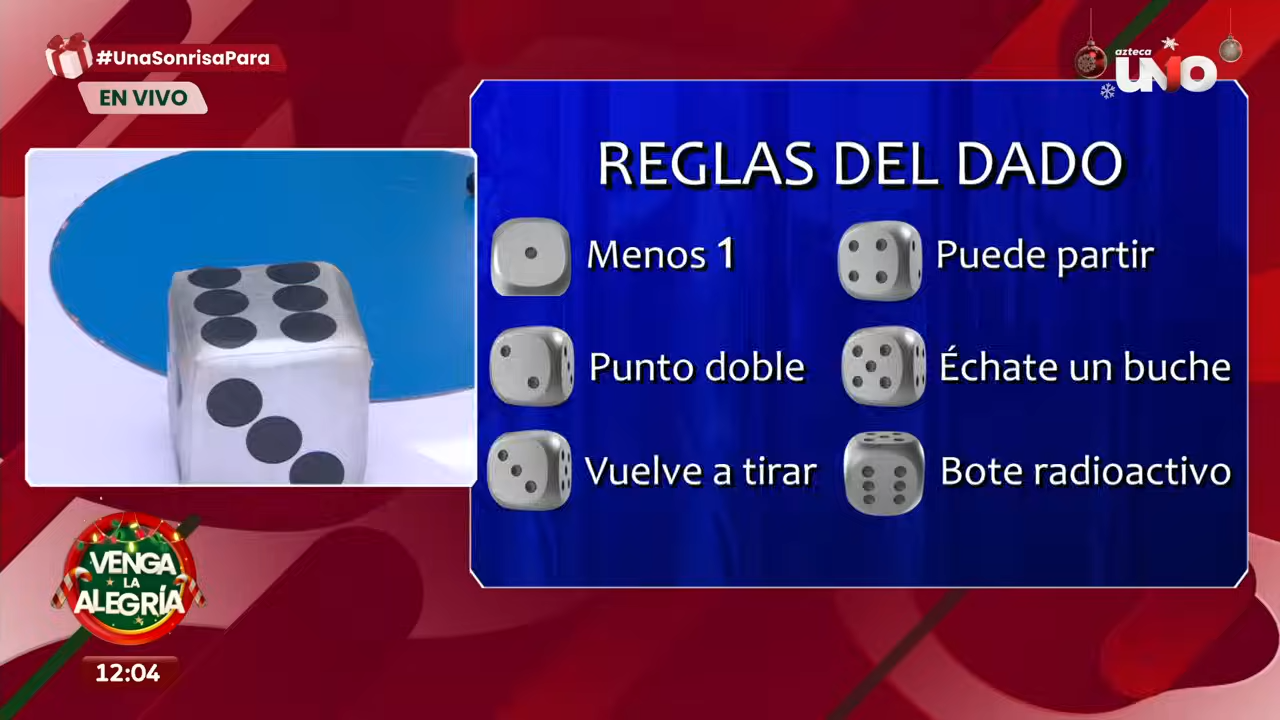 #UnaSonrisaPara
EN VIVO
azteca
UNO
REGLAS DEL DADO
Menos 1
Puede partir
Punto doble
Échate un buche
Vuelve a tirar
Bote radioactivo
VENGA
LA
ALEGRÍA
12:04